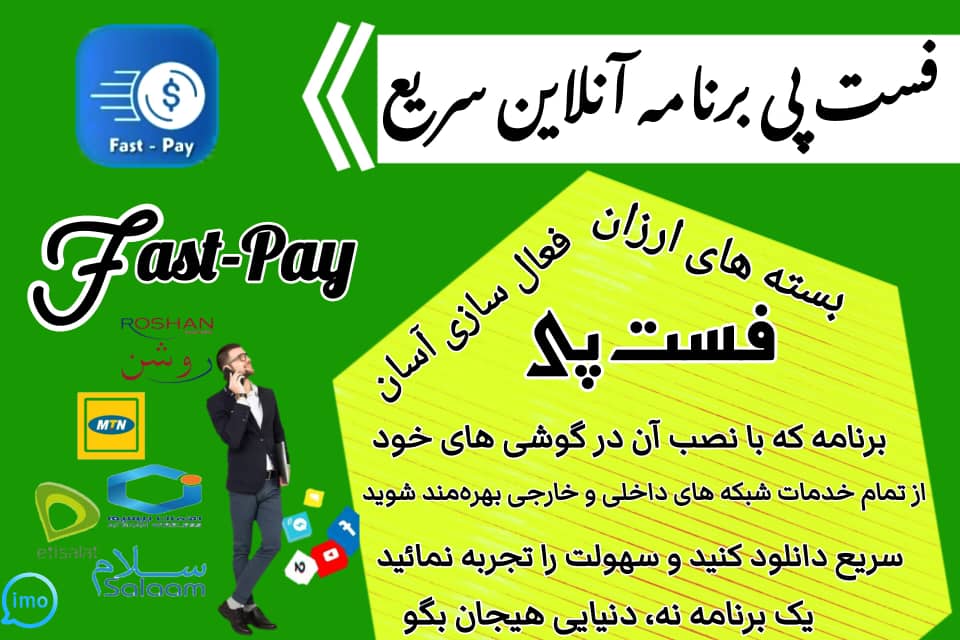 فست پی برنامه آنلاین سریع
$
Fast - Pay
Fast-Pay
بسته های ارزان
فعال سازی آسان
فست پی
ROSHAN
روشن
MTN
etisalat
سلام
Salaam
imo
برنامه که با نصب آن در گوشی های خود
از تمام خدمات شبکه های داخلی و خارجی بهره‌مند شوید
سریع دانلود کنید و سهولت را تجربه نمائید
یک برنامه نه، دنیایی هیجان بگو